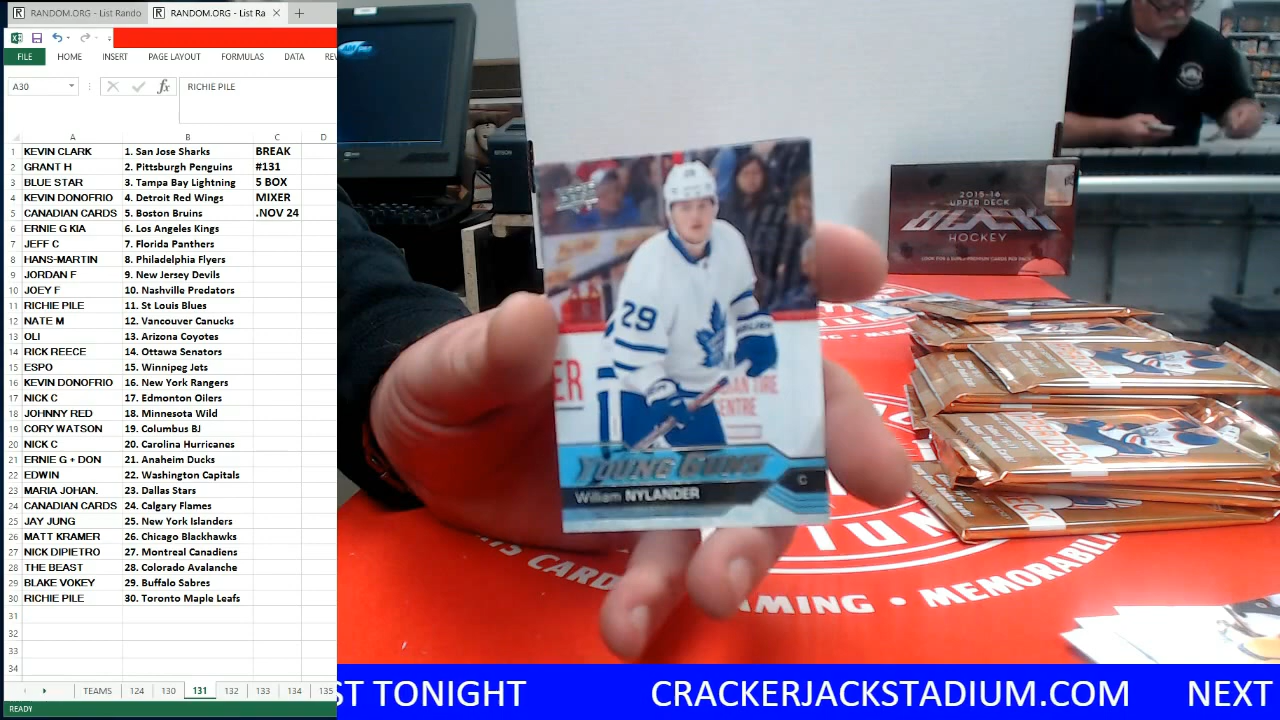 RANDOM.ORG - List Rando
RANDOM.ORG - List Ra
FILE HOME INSERT PAGE LAYOUT FORMULAS DATA
A30
RICHIE PILE
A B C D
1 KEVIN CLARK 1. San Jose Sharks BREAK
2 GRANT H 2. Pittsburgh Penguins #131
3 BLUE STAR 3. Tampa Bay Lightning 5 BOX
4 KEVIN DONOFRIO 4. Detroit Red Wings MIXER
5 CANADIAN CARDS 5. Boston Bruins .NOV 24
6 ERNIE G KIA 6. Los Angeles Kings
7 JEFF C 7. Florida Panthers
8 HANS-MARTIN 8. Philadelphia Flyers
9 JORDAN F 9. New Jersey Devils
10 JOEY F 10. Nashville Predators
11 RICHIE PILE 11. St Louis Blues
12 NATE M 12. Vancouver Canucks
13 OLI 13. Arizona Coyotes
14 RICK REECE 14. Ottawa Senators
15 ESPO 15. Winnipeg Jets
16 KEVIN DONOFRIO 16. New York Rangers
17 NICK C 17. Edmonton Oilers
18 JOHNNY RED 18. Minnesota Wild
19 CORY WATSON 19. Columbus BJ
20 NICK C 20. Carolina Hurricanes
21 ERNIE G + DON 21. Anaheim Ducks
22 EDWIN 22. Washington Capitals
23 MARIA JOHAN. 23. Dallas Stars
24 CANADIAN CARDS 24. Calgary Flames
25 JAY JUNG 25. New York Islanders
26 MATT KRAMER 26. Chicago Blackhawks
27 NICK DIPIETRO 27. Montreal Canadiens
28 THE BEAST 28. Colorado Avalanche
29 BLAKE VOKEY 29. Buffalo Sabres
30 RICHIE PILE 30. Toronto Maple Leafs
31
32
33
34
TEAMS 124 130 131 132 133 134 135
READY
29
ER
CENTRE
YOUNG GUNS
William NYLANDER
C
2015-16
UPPER DECK
BLACK
HOCKEY
MEMORABILIA
GAMING •
CARDS
ST TONIGHT CRACKERJACKSTADIUM.COM NEXT